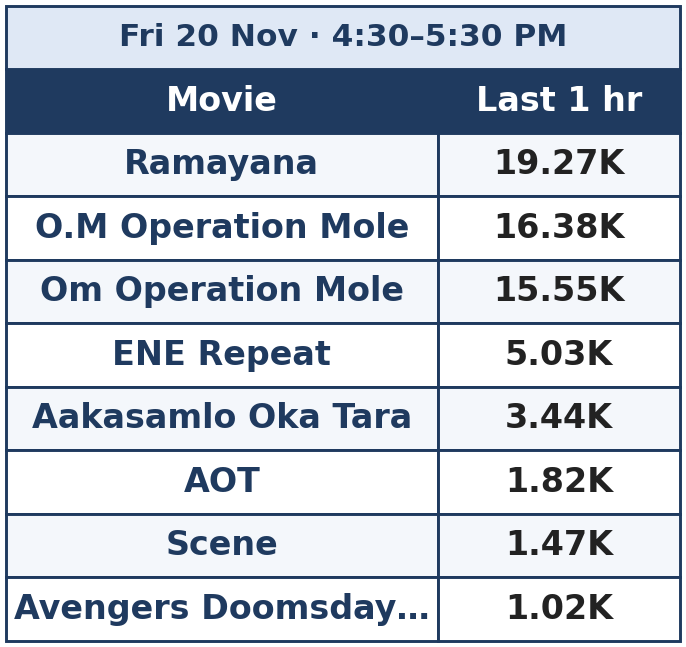 Fri 20 Nov · 4:30–5:30 PM
Movie Last 1 hr
Ramayana 19.27K
O.M Operation Mole 16.38K
Om Operation Mole 15.55K
ENE Repeat 5.03K
Aakasamlo Oka Tara 3.44K
AOT 1.82K
Scene 1.47K
Avengers Doomsday… 1.02K